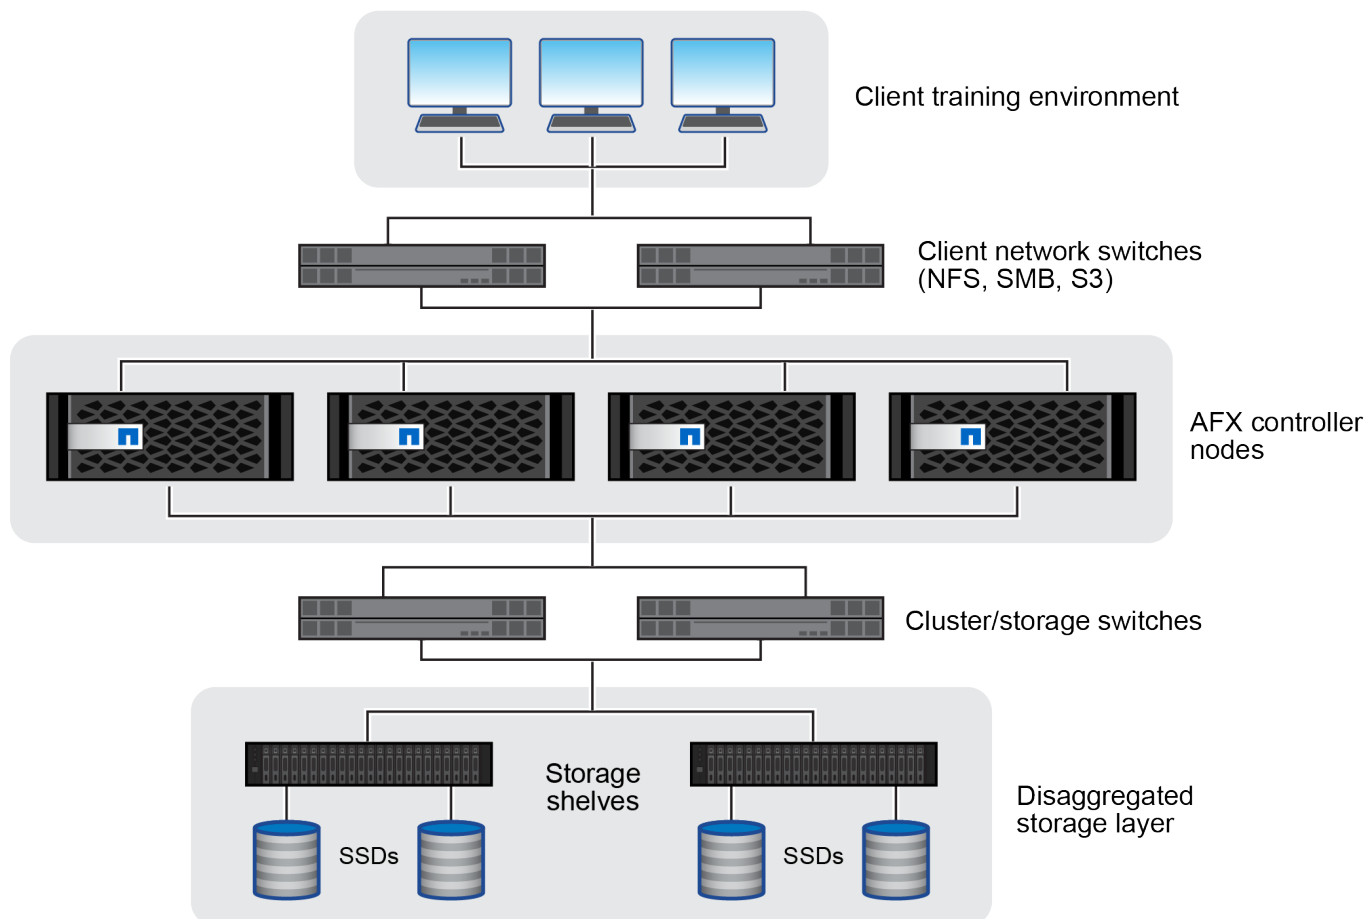 Client training environment
Client network switches
(NFS, SMB, S3)
AFX controller
nodes
Cluster/storage switches
Storage
shelves
Disaggregated
storage layer
SSDs
SSDs